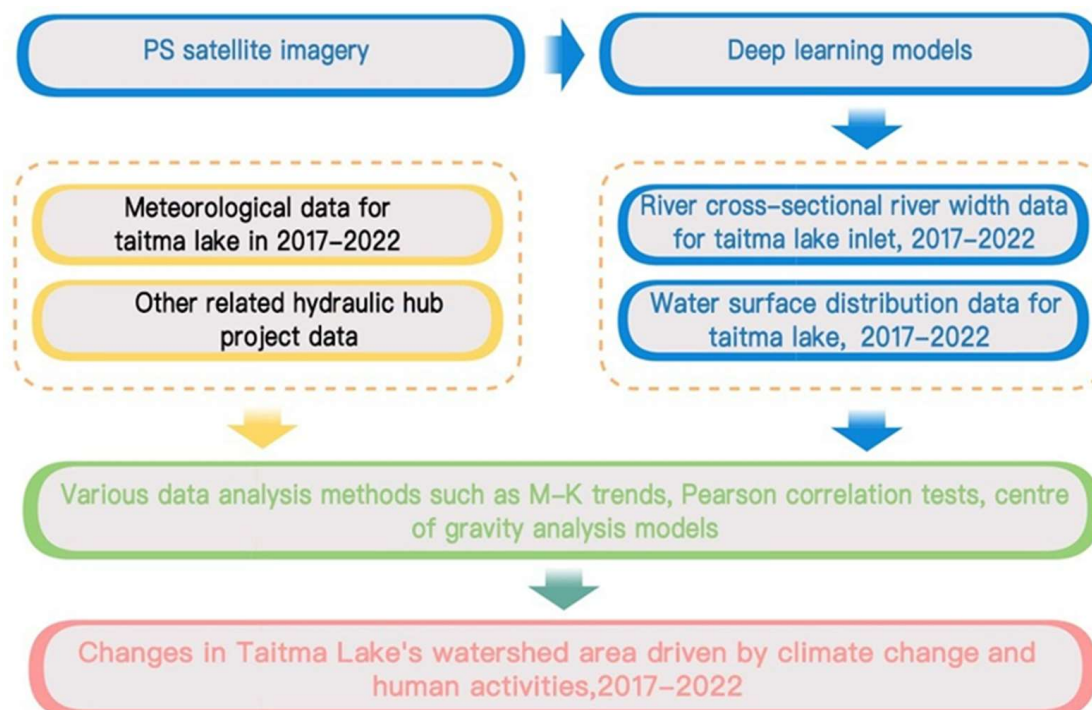 PS satellite imagery
Deep learning models
Meteorological data for
taitma lake in 2017–2022
Other related hydraulic hub
project data
River cross–sectional river width data
for taitma lake inlet, 2017–2022
Water surface distribution data for
taitma lake, 2017–2022
Various data analysis methods such as M–K trends, Pearson correlation tests, centre
of gravity analysis models
Changes in Taitma Lake's watershed area driven by climate change and
human activities,2017–2022